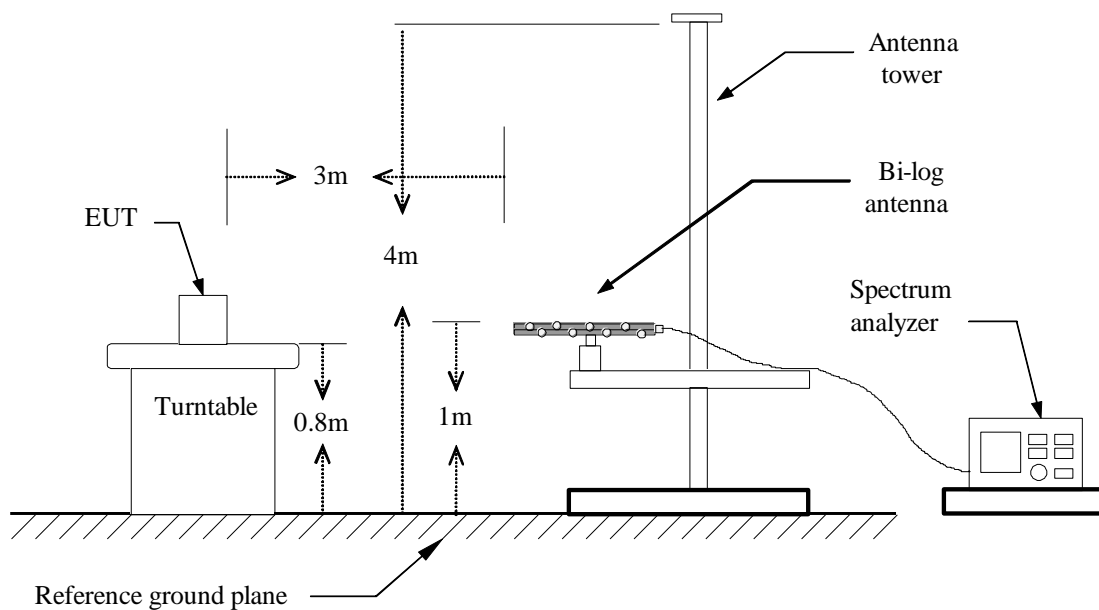 Antenna
tower
3m
Bi-log
antenna
EUT
4m
Spectrum
analyzer
Turntable
0.8m
1m
Reference ground plane